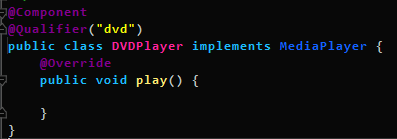 @Component
@Qualifier("dvd")
public class DVDPlayer implements MediaPlayer {
    @Override
    public void play() {

    }
}